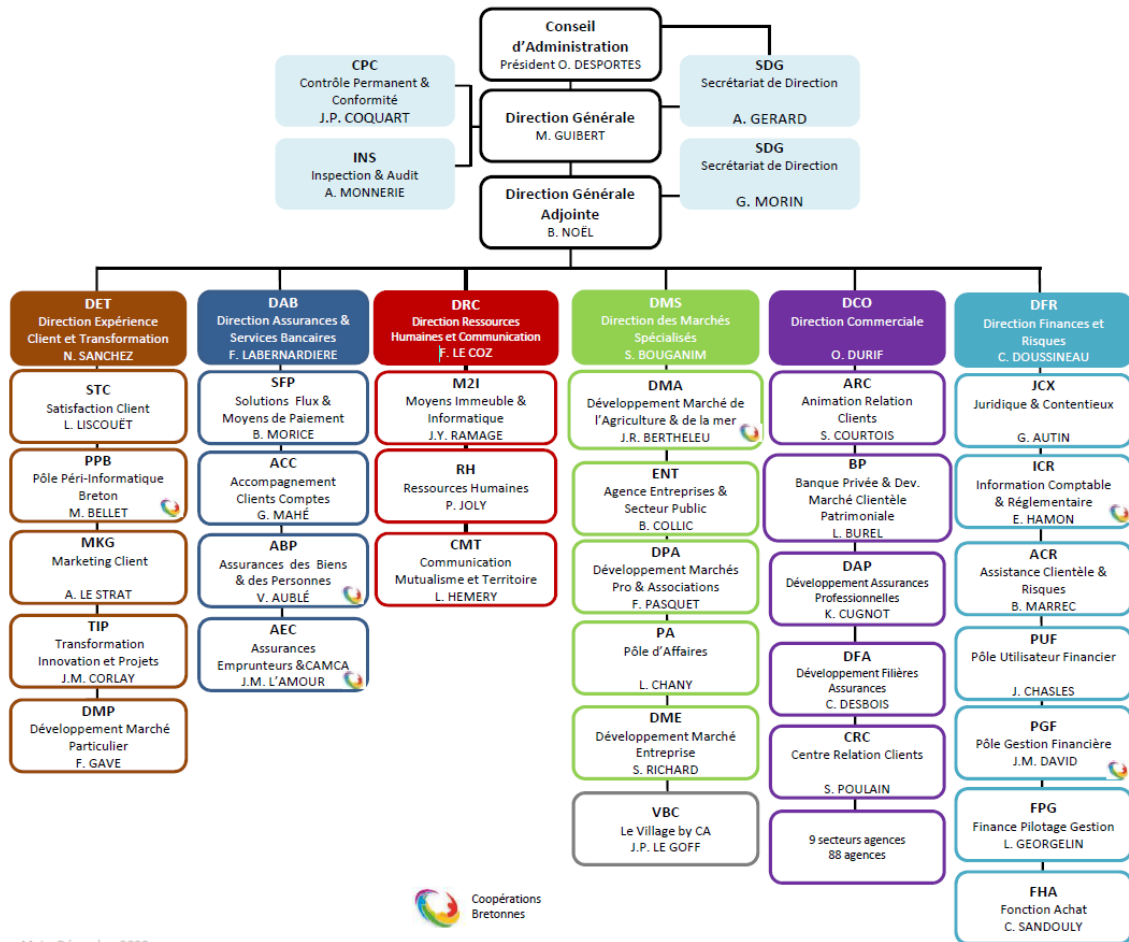 Conseil
d'Administration
Président O. DESPORTES
CPC
Contrôle Permanent &
Conformité
J.P. COQUART
SDG
Secrétariat de Direction
A. GERARD
Direction Générale
M. GUIBERT
INS
Inspection & Audit
A. MONNERIE
SDG
Secrétariat de Direction
G. MORIN
Direction Générale
Adjointe
B. NOËL
DET
Direction Expérience
Client et Transformation
N. SANCHEZ
STC
Satisfaction Client
L. LISCOUËT
PPB
Pôle Péri-Informatique
Breton
M. BELLET
MKG
Marketing Client
A. LE STRAT
TIP
Transformation
Innovation et Projets
J.M. CORLAY
DMP
Développement Marché
Particulier
F. GAVE
DAB
Direction Assurances &
Services Bancaires
F. LABERNARDIERE
SFP
Solutions Flux &
Moyens de Paiement
B. MORICE
ACC
Accompagnement
Clients Comptes
G. MAHÉ
ABP
Assurances des Biens
& des Personnes
V. AUBLÉ
AEC
Assurances
Emprunteurs &CAMCA
J.M. L'AMOUR
DRC
Direction Ressources
Humaines et Communication
F. LE COZ
M2I
Moyens Immeuble &
Informatique
J.Y. RAMAGE
RH
Ressources Humaines
P. JOLY
CMT
Communication
Mutualisme et Territoire
L. HEMERY
DMS
Direction des Marchés
Spécialisés
S. BOUGANIM
DMA
Développement Marché de
l'Agriculture & de la mer
J.R. BERTHELEU
ENT
Agence Entreprises &
Secteur Public
B. COLLIC
DPA
Développement Marchés
Pro & Associations
F. PASQUET
PA
Pôle d'Affaires
L. CHANY
DME
Développement Marché
Entreprise
S. RICHARD
VBC
Le Village by CA
J.P. LE GOFF
DCO
Direction Commerciale
O. DURIF
ARC
Animation Relation
Clients
S. COURTOIS
BP
Banque Privée & Dev.
Marché Clientèle
Patrimoniale
L. BUREL
DAP
Développement Assurances
Professionnelles
K. CUGNOT
DFA
Développement Filières
Assurances
C. DESBOIS
CRC
Centre Relation Clients
S. POULAIN
9 secteurs agences
88 agences
DFR
Direction Finances et
Risques
C. DOUSSINEAU
JCX
Juridique & Contentieux
G. AUTIN
ICR
Information Comptable
& Réglementaire
E. HAMON
ACR
Assistance Clientèle &
Risques
B. MARREC
PUF
Pôle Utilisateur Financier
J. CHASLES
PGF
Pôle Gestion Financière
J.M. DAVID
FPG
Finance Pilotage Gestion
L. GEORGELIN
FHA
Fonction Achat
C. SANDOULY
Coopérations
Bretonnes